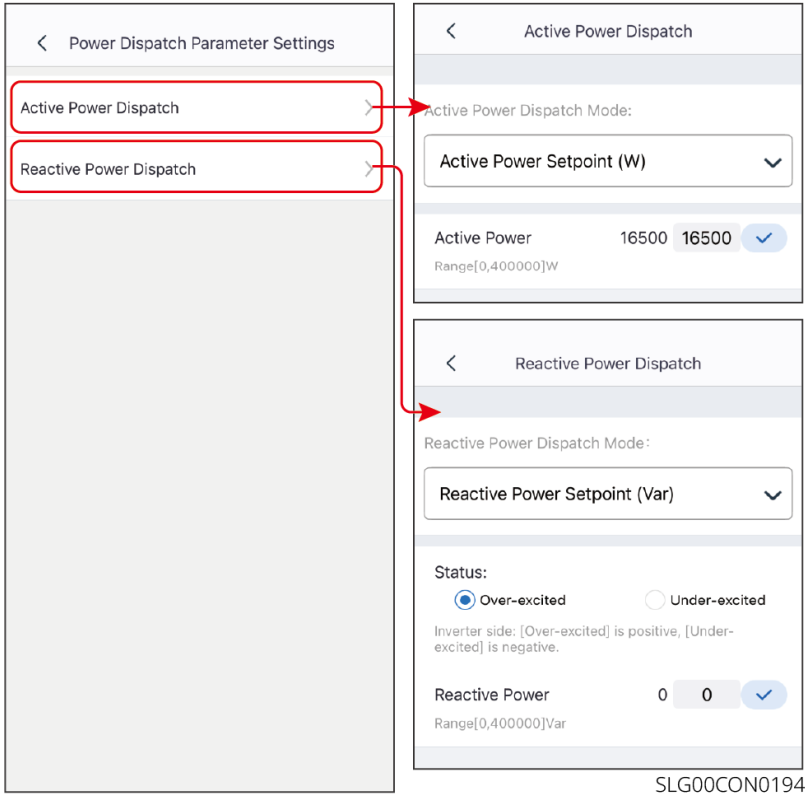 Power Dispatch Parameter Settings
Active Power Dispatch
Reactive Power Dispatch
Active Power Dispatch
Active Power Dispatch Mode:
Active Power Setpoint (W)
Active Power 16500 16500
Range[0,400000]W
Reactive Power Dispatch
Reactive Power Dispatch Mode:
Reactive Power Setpoint (Var)
Status:
Over-excited Under-excited
Inverter side: [Over-excited] is positive, [Under-
excited] is negative.
Reactive Power 0 0
Range[0,400000]Var
SLG00CON0194